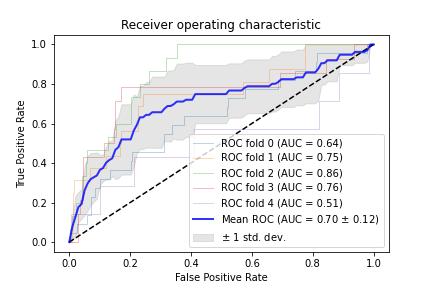 Receiver operating characteristic
1.0
0.8
0.6
0.4
0.2
0.0
True Positive Rate
ROC fold 0 (AUC = 0.64)
ROC fold 1 (AUC = 0.75)
ROC fold 2 (AUC = 0.86)
ROC fold 3 (AUC = 0.76)
ROC fold 4 (AUC = 0.51)
Mean ROC (AUC = 0.70 ± 0.12)
± 1 std. dev.
0.0 0.2 0.4 0.6 0.8 1.0
False Positive Rate